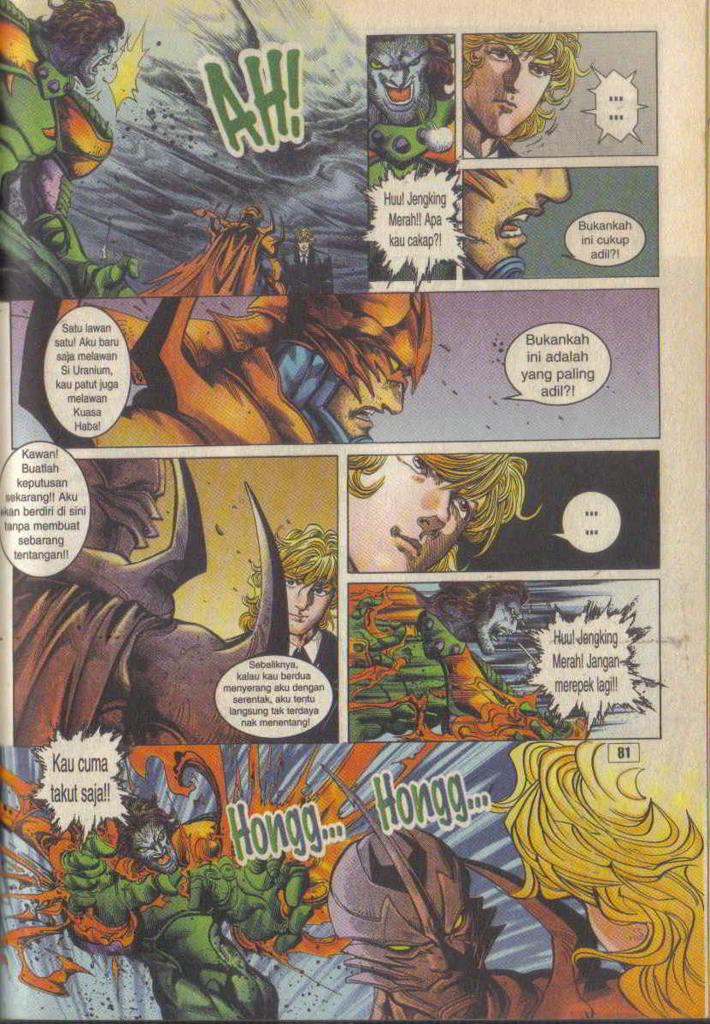 AH!
Huu! Jengking
Merah!! Apa
kau cakap?!
...
...
Bukankah
ini cukup
adil?!
Satu lawan
satu! Aku baru
saja melawan
Si Uranium,
kau patut juga
melawan
Kuasa
Haba!
Bukankah
ini adalah
yang paling
adil?!
Kawan!
Buatlah
keputusan
sekarang!! Aku
akan berdiri di sini
tanpa membuat
sebarang
tentangan!!
Sebaliknya,
kalau kau berdua
menyerang aku dengan
serentak, aku tentu
langsung tak terdaya
nak menentang!
...
...
Huu! Jengking
Merah! Jangan
merepek lagi!!
81
Kau cuma
takut saja!!
Hongg...
Hongg...